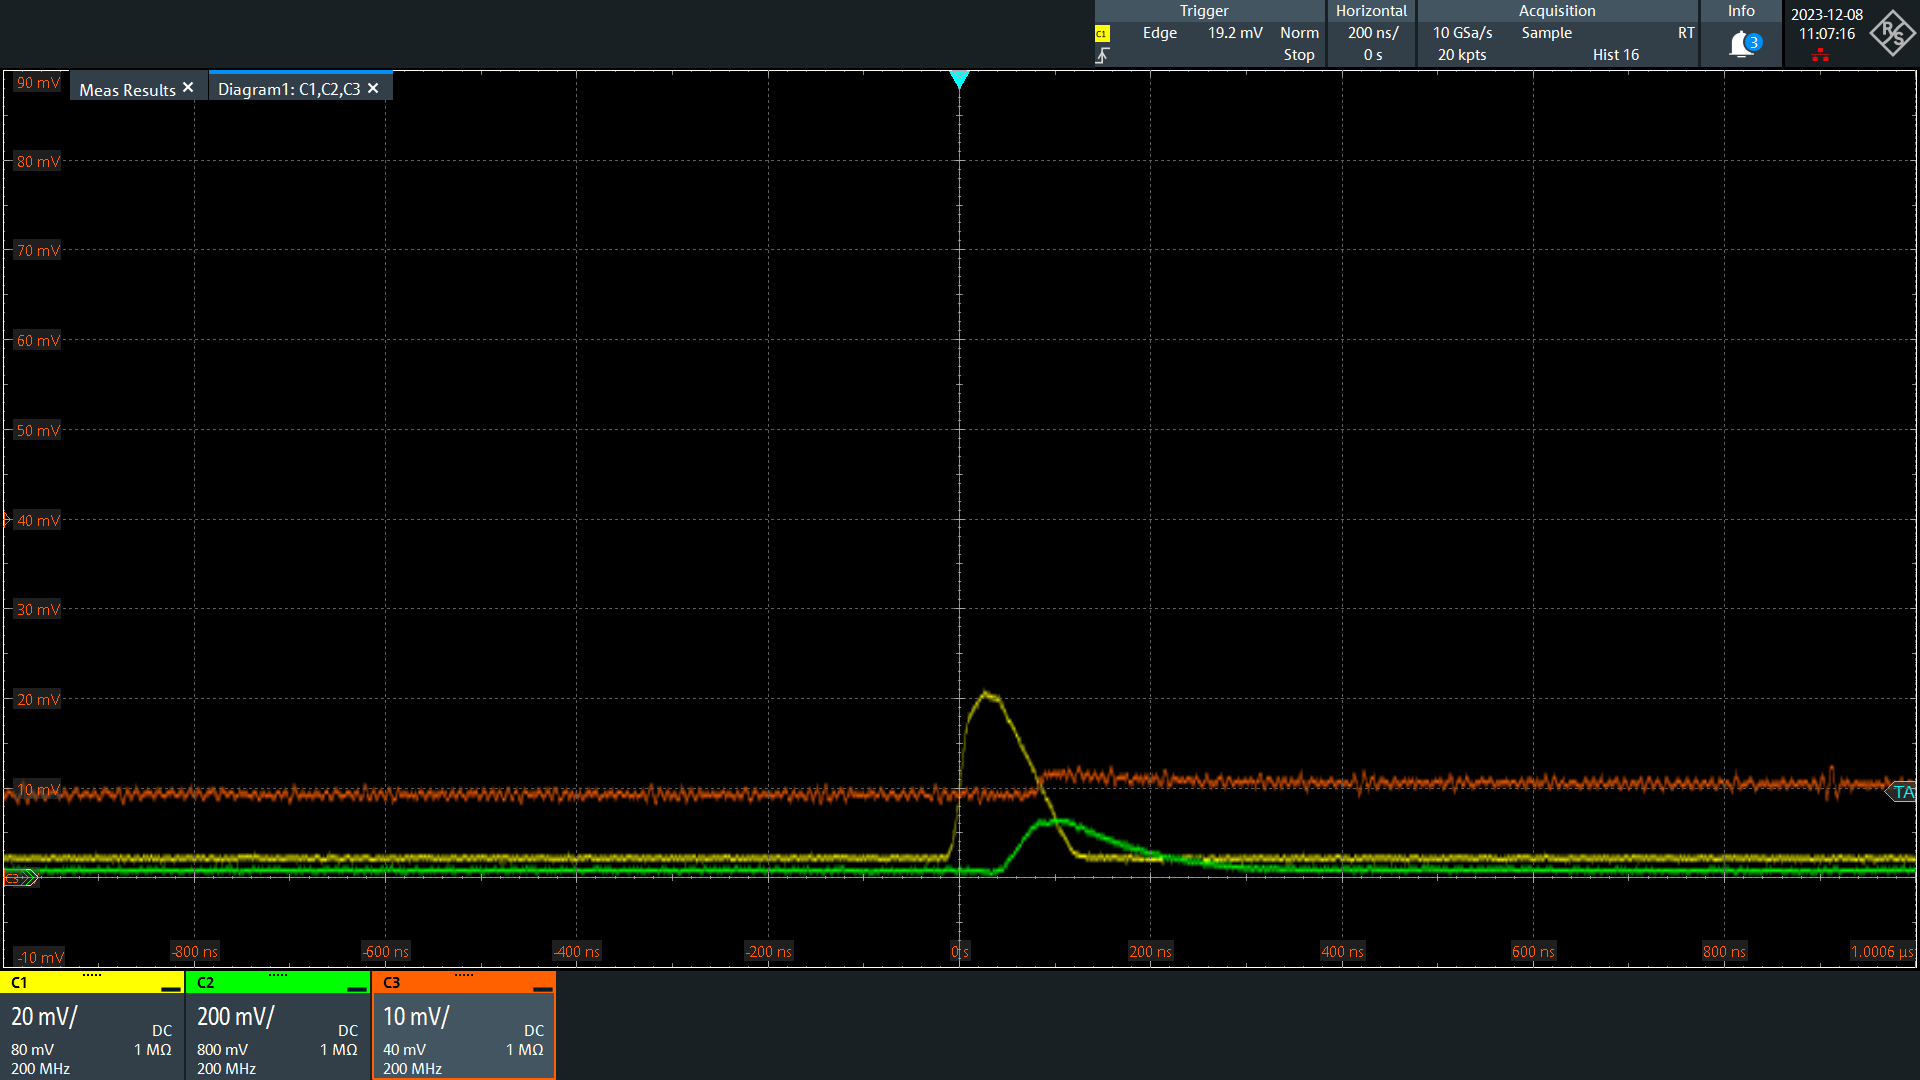 Trigger
Horizontal
Acquisition
Info
2023-12-08
11:07:16
C1
Edge
19.2 mV
Norm
Stop
200 ns/
0 s
10 GSa/s
Sample
RT
20 kpts
Hist 16
3
R S
Meas Results ✕
Diagram1: C1,C2,C3 ✕
90 mV
80 mV
70 mV
60 mV
50 mV
40 mV
30 mV
20 mV
10 mV
TA
C3
-10 mV
-800 ns
-600 ns
-400 ns
-200 ns
0 s
200 ns
400 ns
600 ns
800 ns
1.0006 µs
C1
20 mV/
DC
80 mV
1 MΩ
200 MHz
C2
200 mV/
DC
800 mV
1 MΩ
200 MHz
C3
10 mV/
DC
40 mV
1 MΩ
200 MHz